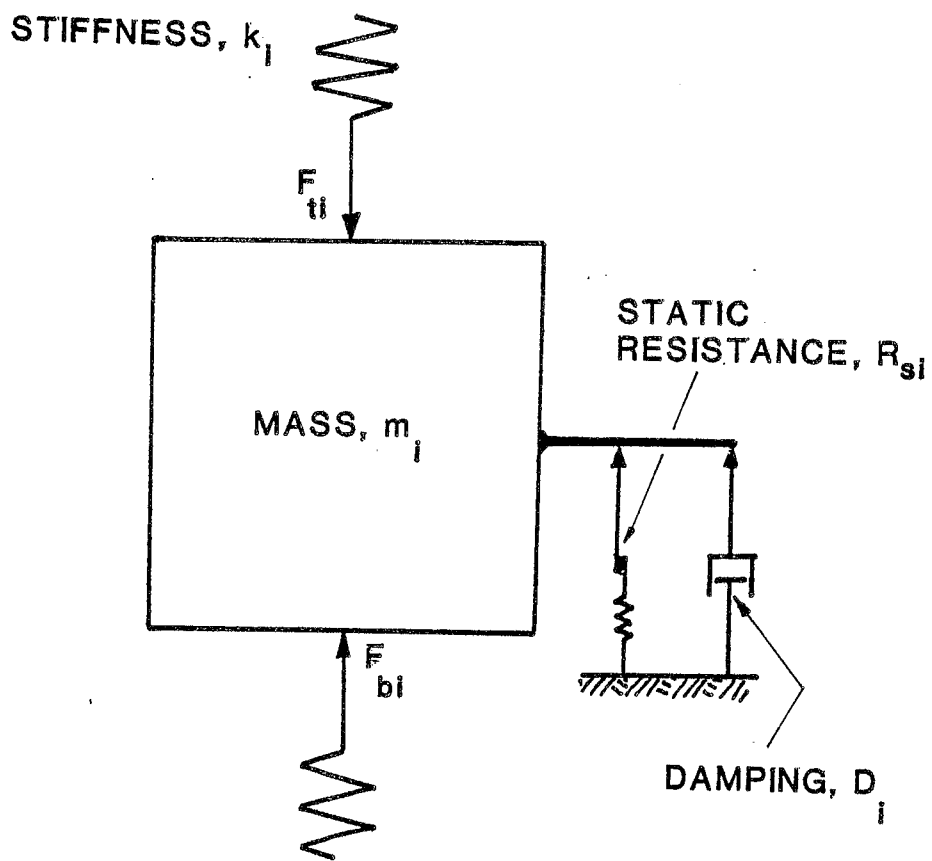 STIFFNESS, k_i
F_ti
STATIC
RESISTANCE, R_si
MASS, m_i
F_bi
DAMPING, D_i